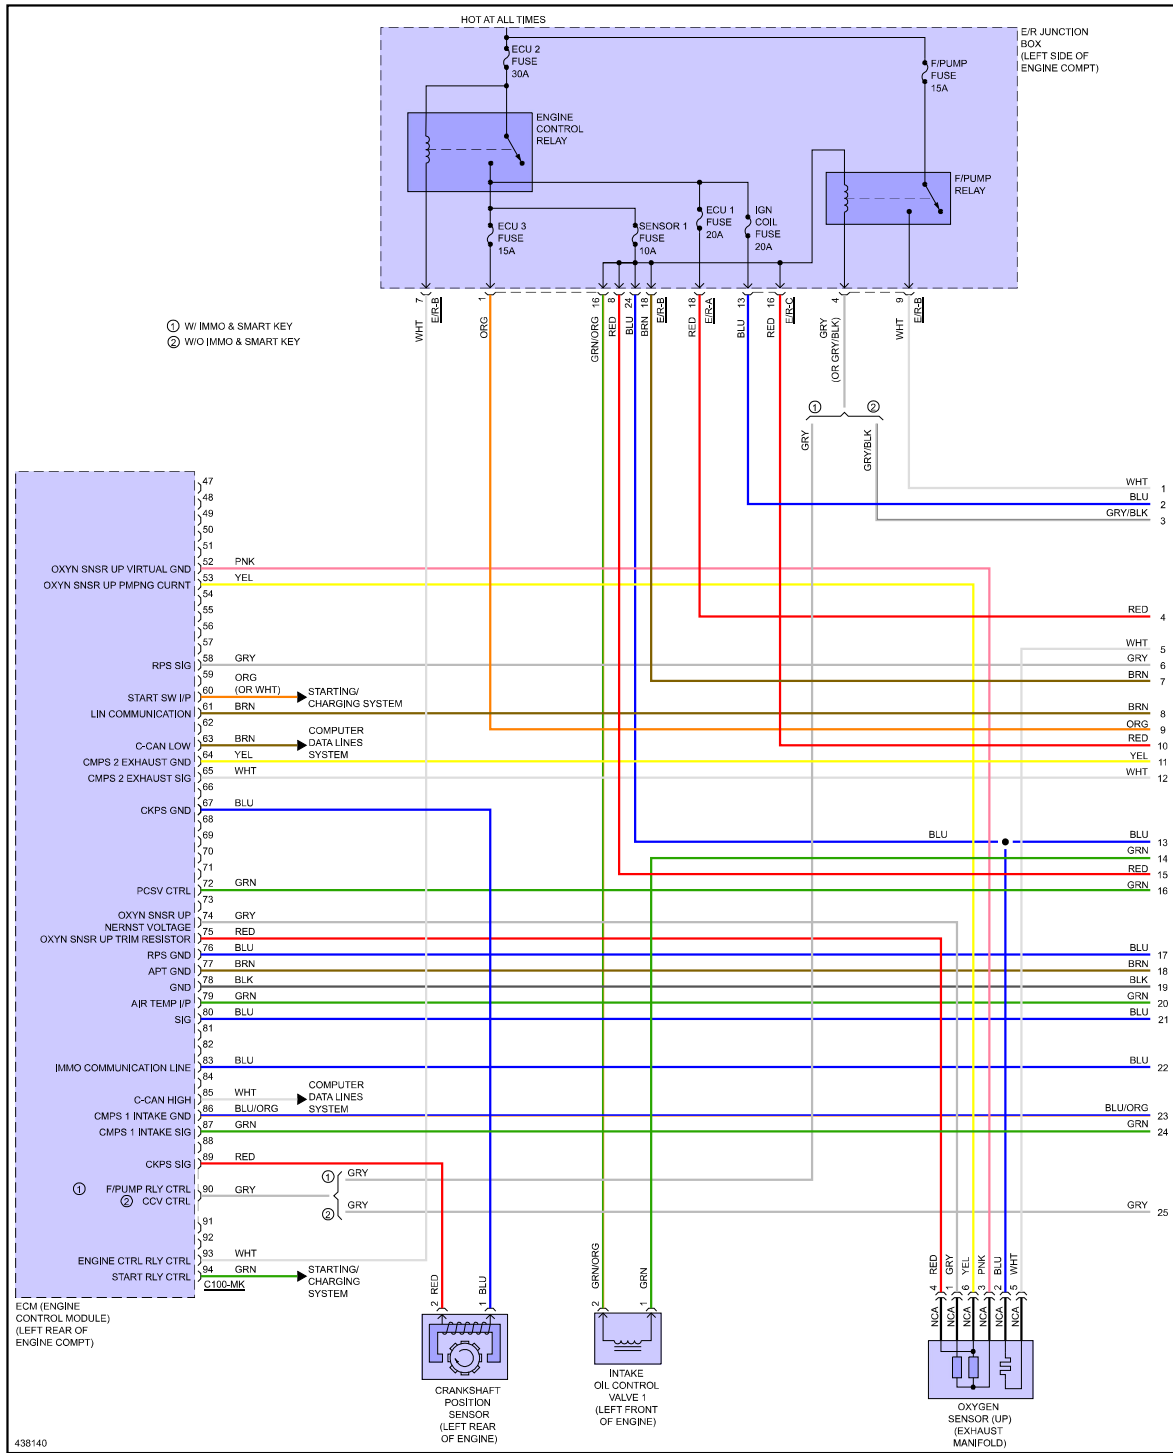 HOT AT ALL TIMES
E/R JUNCTION
BOX
(LEFT SIDE OF
ENGINE COMPT)
ECU 2
FUSE
30A
F/PUMP
FUSE
15A
ENGINE
CONTROL
RELAY
F/PUMP
RELAY
ECU 3
FUSE
15A
SENSOR 1
FUSE
10A
ECU 1
FUSE
20A
IGN
COIL
FUSE
20A
7
E/R-B
1
16
8
24
18
E/R-B
18
E/R-A
13
16
E/R-C
4
9
E/R-B
WHT
ORG
GRN/ORG
RED
BLU
BRN
RED
BLU
RED
GRY
(OR GRY/BLK)
WHT
1 W/ IMMO & SMART KEY
2 W/O IMMO & SMART KEY
1
2
GRY
GRY/BLK
WHT 1
BLU 2
GRY/BLK 3
RED 4
WHT 5
GRY 6
BRN 7
BRN 8
ORG 9
RED 10
YEL 11
WHT 12
BLU
BLU 13
GRN 14
RED 15
GRN 16
BLU 17
BRN 18
BLK 19
GRN 20
BLU 21
BLU 22
BLU/ORG 23
GRN 24
GRY 25
47
48
49
50
51
OXYN SNSR UP VIRTUAL GND 52 PNK
OXYN SNSR UP PMPNG CURNT 53 YEL
54
55
56
57
RPS SIG 58 GRY
59
START SW I/P 60 ORG
(OR WHT)
STARTING/
CHARGING SYSTEM
LIN COMMUNICATION 61 BRN
62
C-CAN LOW 63 BRN
COMPUTER
DATA LINES
SYSTEM
CMPS 2 EXHAUST GND 64 YEL
CMPS 2 EXHAUST SIG 65 WHT
66
CKPS GND 67 BLU
68
69
70
71
PCSV CTRL 72 GRN
73
OXYN SNSR UP
NERNST VOLTAGE 74 GRY
OXYN SNSR UP TRIM RESISTOR 75 RED
RPS GND 76 BLU
APT GND 77 BRN
GND 78 BLK
AIR TEMP I/P 79 GRN
SIG 80 BLU
81
82
IMMO COMMUNICATION LINE 83 BLU
84
C-CAN HIGH 85 WHT
COMPUTER
DATA LINES
SYSTEM
CMPS 1 INTAKE GND 86 BLU/ORG
CMPS 1 INTAKE SIG 87 GRN
88
CKPS SIG 89 RED
1 F/PUMP RLY CTRL 90 GRY
2 CCV CTRL
1 GRY
2 GRY
91
92
ENGINE CTRL RLY CTRL 93 WHT
START RLY CTRL 94 GRN
STARTING/
CHARGING
SYSTEM
C100-MK
ECM (ENGINE
CONTROL MODULE)
(LEFT REAR OF
ENGINE COMPT)
2 RED
1 BLU
CRANKSHAFT
POSITION
SENSOR
(LEFT REAR
OF ENGINE)
2 GRN/ORG
1 GRN
INTAKE
OIL CONTROL
VALVE 1
(LEFT FRONT
OF ENGINE)
4 RED
1 GRY
6 YEL
3 PNK
2 BLU
5 WHT
NCA
NCA
NCA
NCA
NCA
NCA
OXYGEN
SENSOR (UP)
(EXHAUST
MANIFOLD)
438140